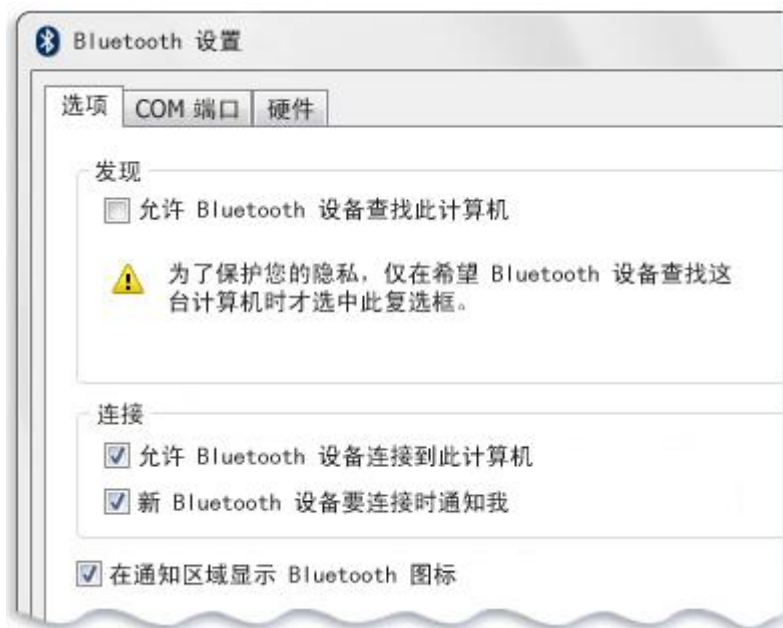 Bluetooth 设置
选项 COM 端口 硬件
发现
允许 Bluetooth 设备查找此计算机
为了保护您的隐私，仅在希望 Bluetooth 设备查找这
台计算机时才选中此复选框。
连接
允许 Bluetooth 设备连接到此计算机
新 Bluetooth 设备要连接时通知我
在通知区域显示 Bluetooth 图标